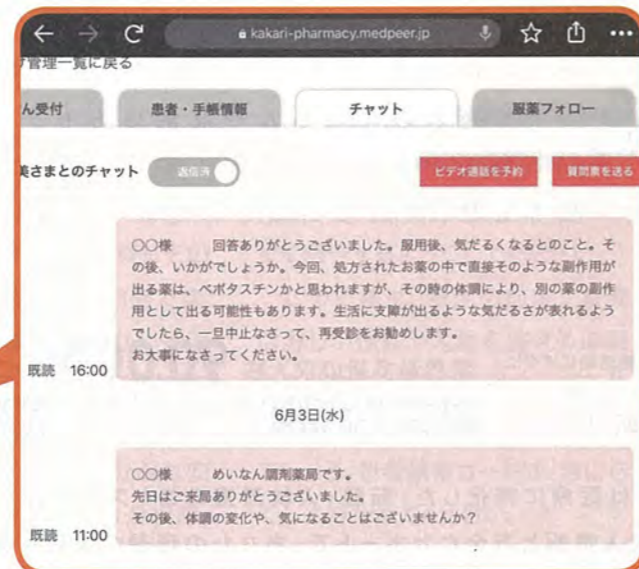 kakari-pharmacy.medpeer.jp
管理一覧に戻る
ん受付
患者・手帳情報
チャット
服薬フォロー
さまとのチャット
返信済
ビデオ通話を予約
質問票を送る
〇〇様　回答ありがとうございました。服用後、気だるくなるとのこと。そ
の後、いかがでしょうか。今回、処方されたお薬の中で直接そのような副作用が
出る薬は、ベポタスチンかと思われますが、その時の体調により、別の薬の副作
用として出る可能性もあります。生活に支障が出るような気だるさが表れるよう
でしたら、一旦中止なさって、再受診をお勧めします。
お大事になさってください。
既読 16:00
6月3日(水)
〇〇様　めいなん調剤薬局です。
先日はご来局ありがとうございました。
その後、体調の変化や、気になることはございませんか？
既読 11:00